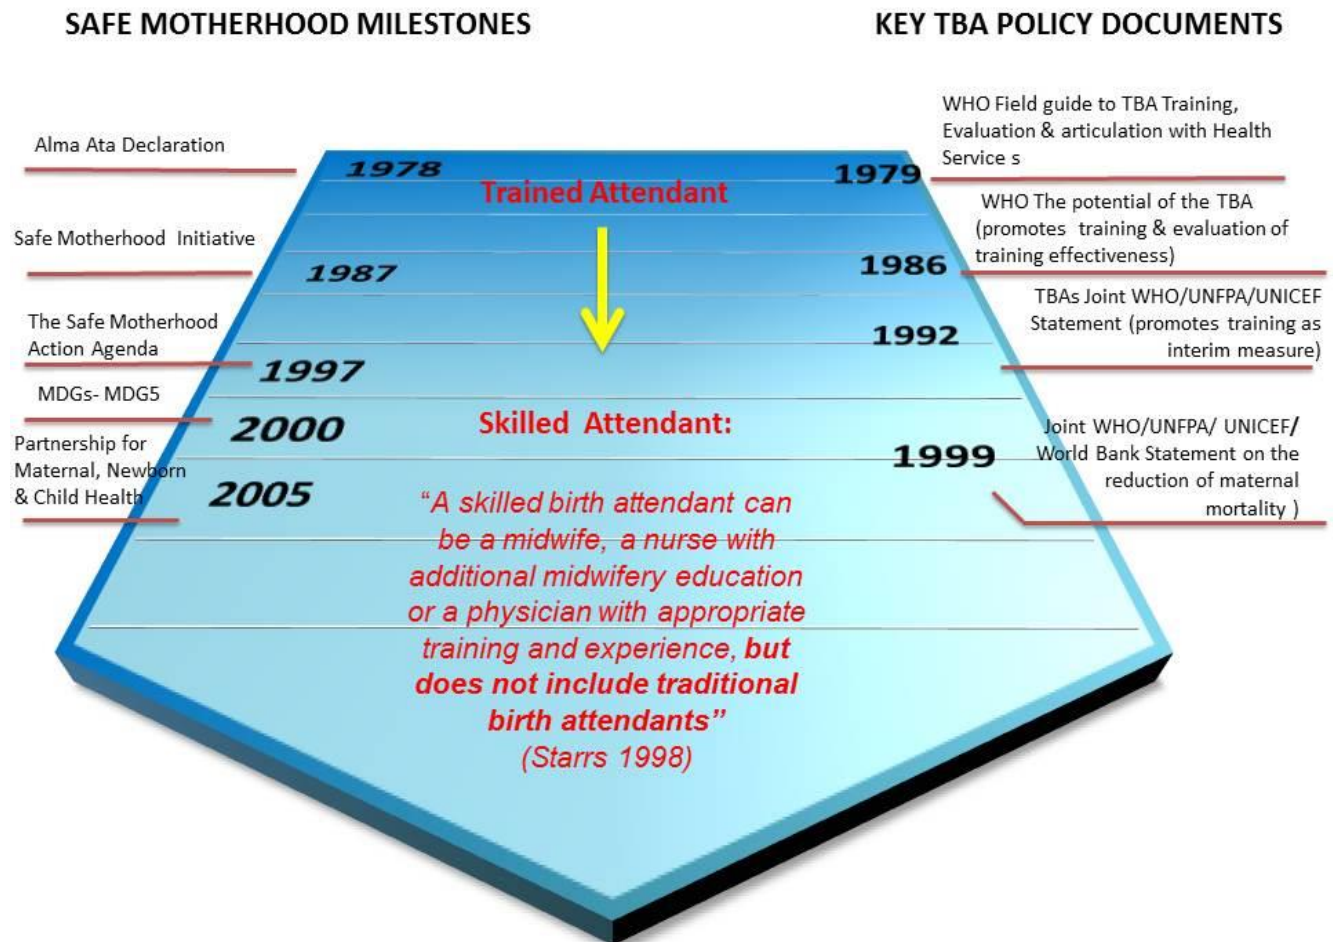 SAFE MOTHERHOOD MILESTONES
KEY TBA POLICY DOCUMENTS
Alma Ata Declaration
1978
Safe Motherhood Initiative
1987
The Safe Motherhood
Action Agenda
1997
MDGs- MDG5
2000
Partnership for
Maternal, Newborn
& Child Health
2005
Trained Attendant
Skilled Attendant:
“A skilled birth attendant can
be a midwife, a nurse with
additional midwifery education
or a physician with appropriate
training and experience, but
does not include traditional
birth attendants”
(Starrs 1998)
1979
WHO Field guide to TBA Training,
Evaluation & articulation with Health
Service s
1986
WHO The potential of the TBA
(promotes training & evaluation of
training effectiveness)
1992
TBAs Joint WHO/UNFPA/UNICEF
Statement (promotes training as
interim measure)
1999
Joint WHO/UNFPA/ UNICEF/
World Bank Statement on the
reduction of maternal
mortality )